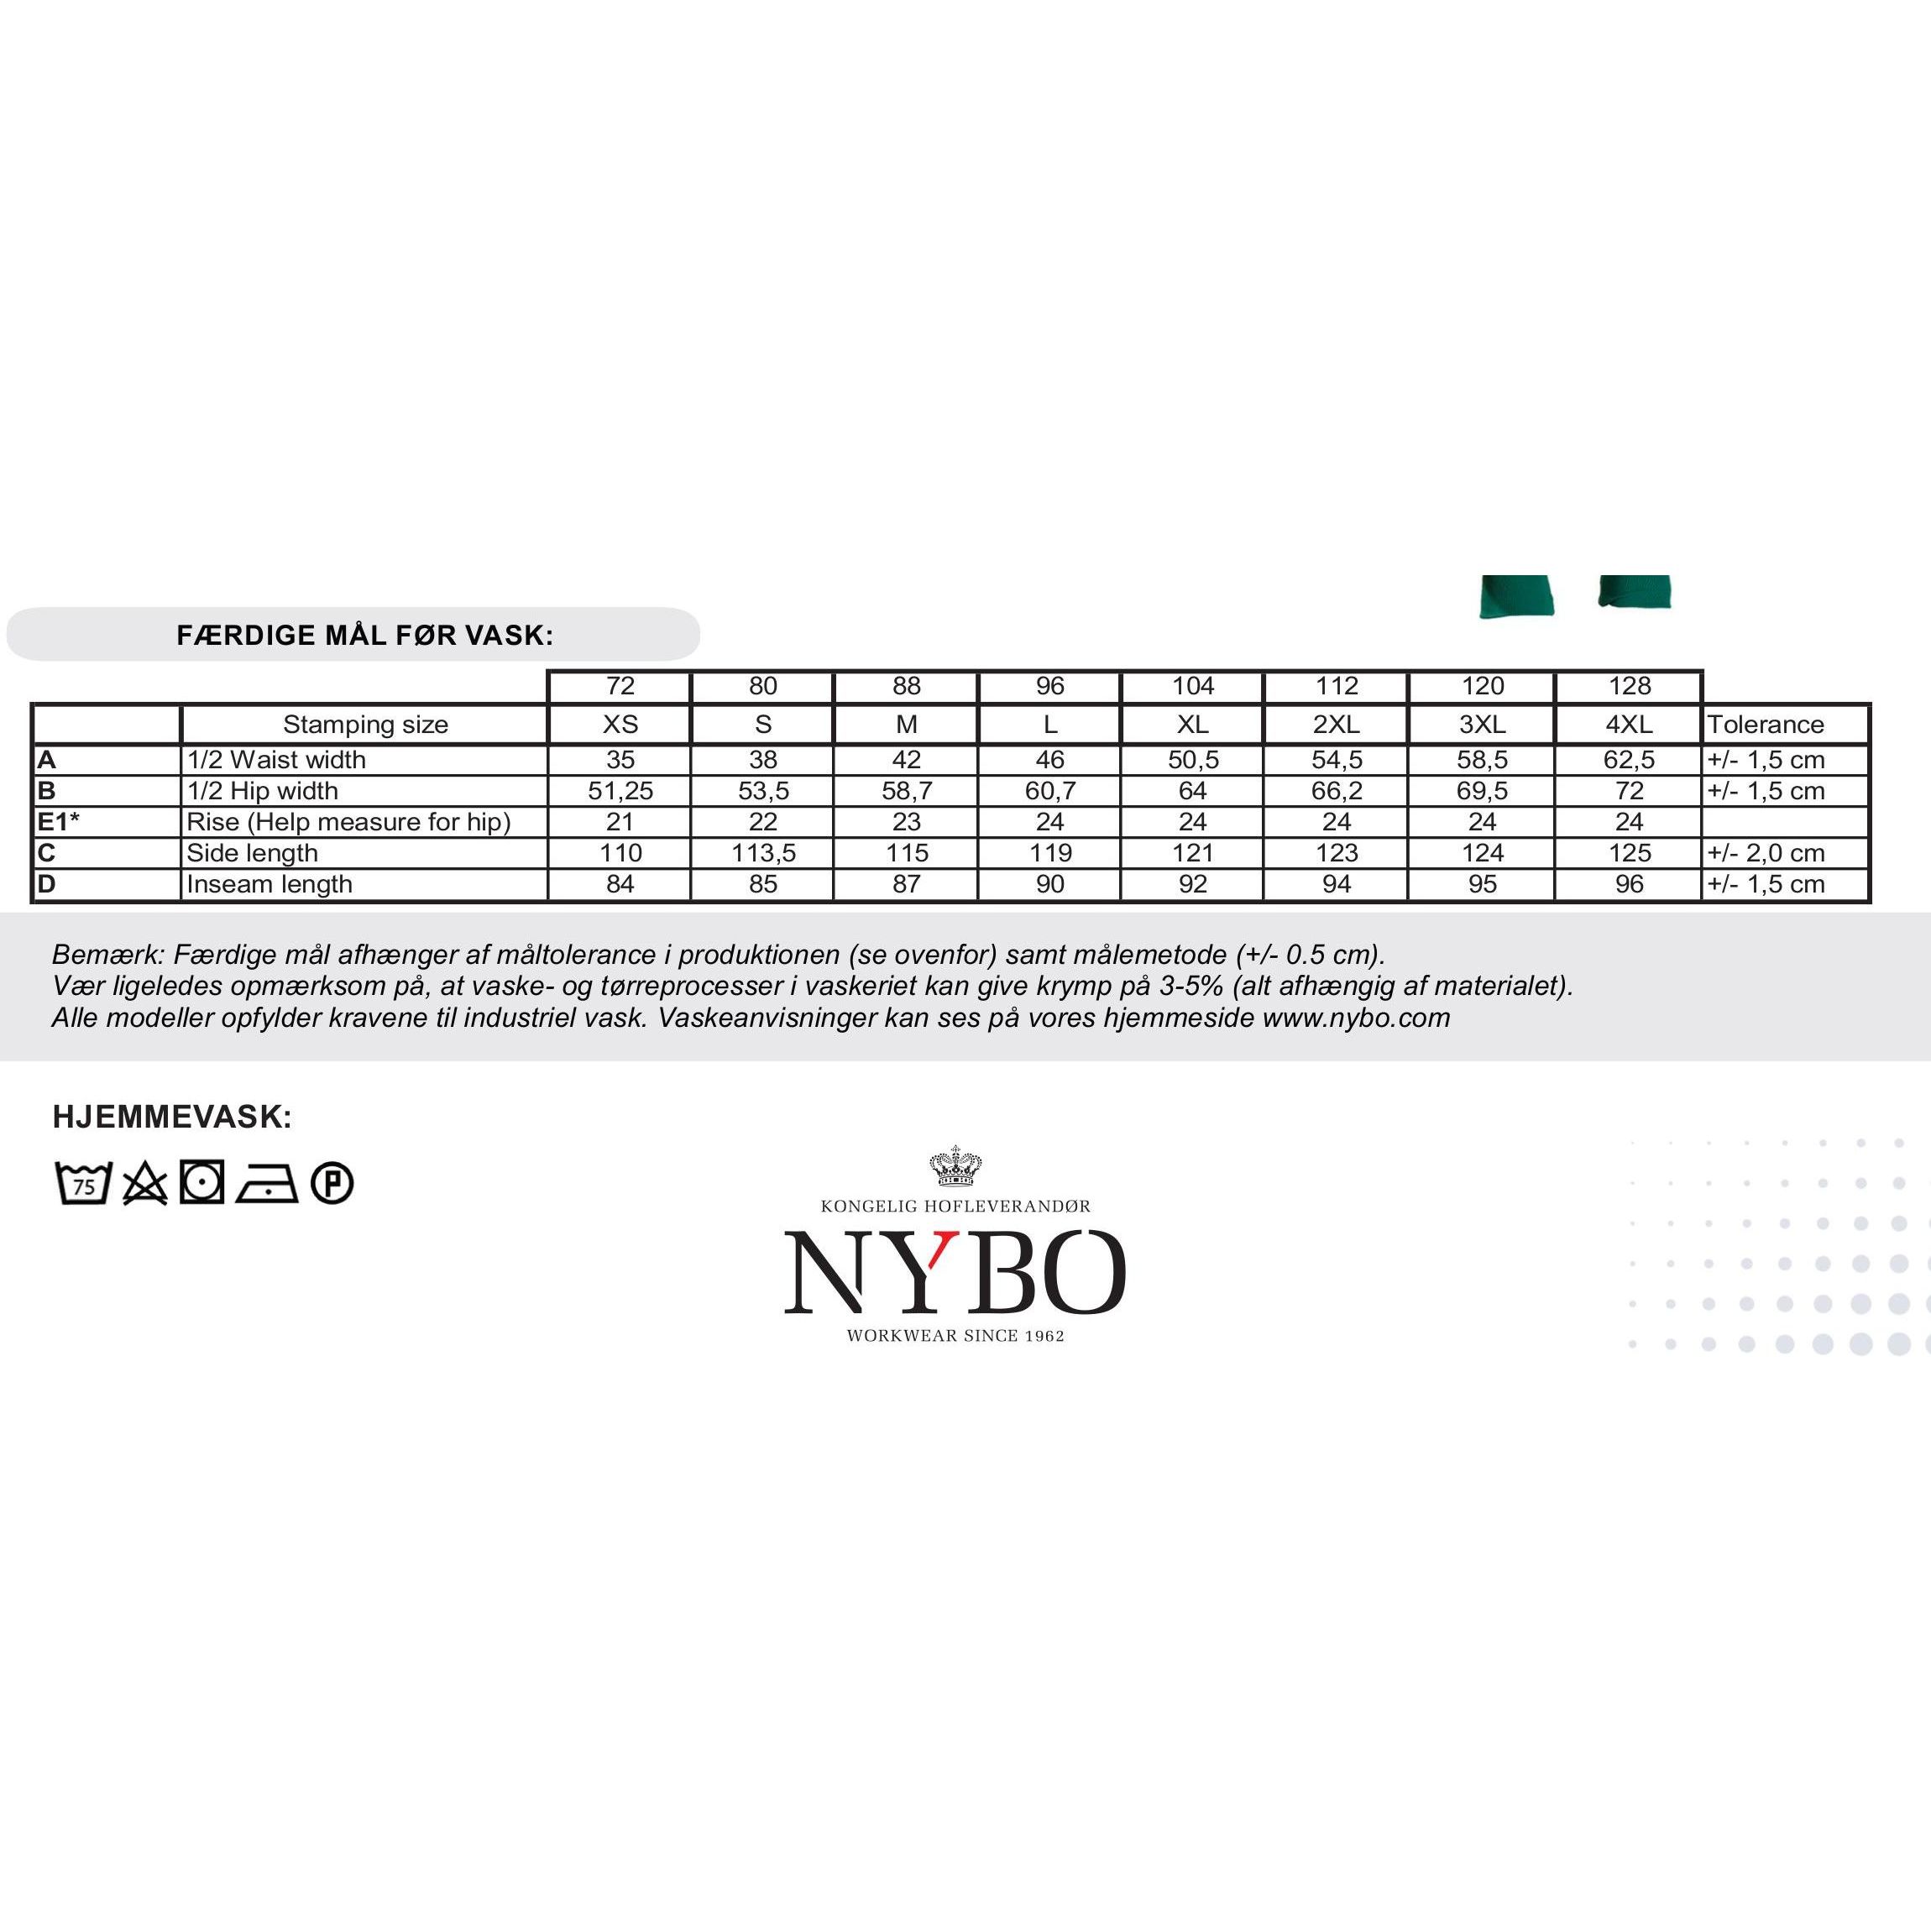 FÆRDIGE MÅL FØR VASK:
72 80 88 96 104 112 120 128
Stamping size XS S M L XL 2XL 3XL 4XL Tolerance
A 1/2 Waist width 35 38 42 46 50,5 54,5 58,5 62,5 +/- 1,5 cm
B 1/2 Hip width 51,25 53,5 58,7 60,7 64 66,2 69,5 72 +/- 1,5 cm
E1* Rise (Help measure for hip) 21 22 23 24 24 24 24 24
C Side length 110 113,5 115 119 121 123 124 125 +/- 2,0 cm
D Inseam length 84 85 87 90 92 94 95 96 +/- 1,5 cm
Bemærk: Færdige mål afhænger af måltolerance i produktionen (se ovenfor) samt målemetode (+/- 0.5 cm).
Vær ligeledes opmærksom på, at vaske- og tørreprocesser i vaskeriet kan give krymp på 3-5% (alt afhængig af materialet).
Alle modeller opfylder kravene til industriel vask. Vaskeanvisninger kan ses på vores hjemmeside www.nybo.com
HJEMMEVASK:
75 P
KONGELIG HOFLEVERANDØR
NYBO
WORKWEAR SINCE 1962